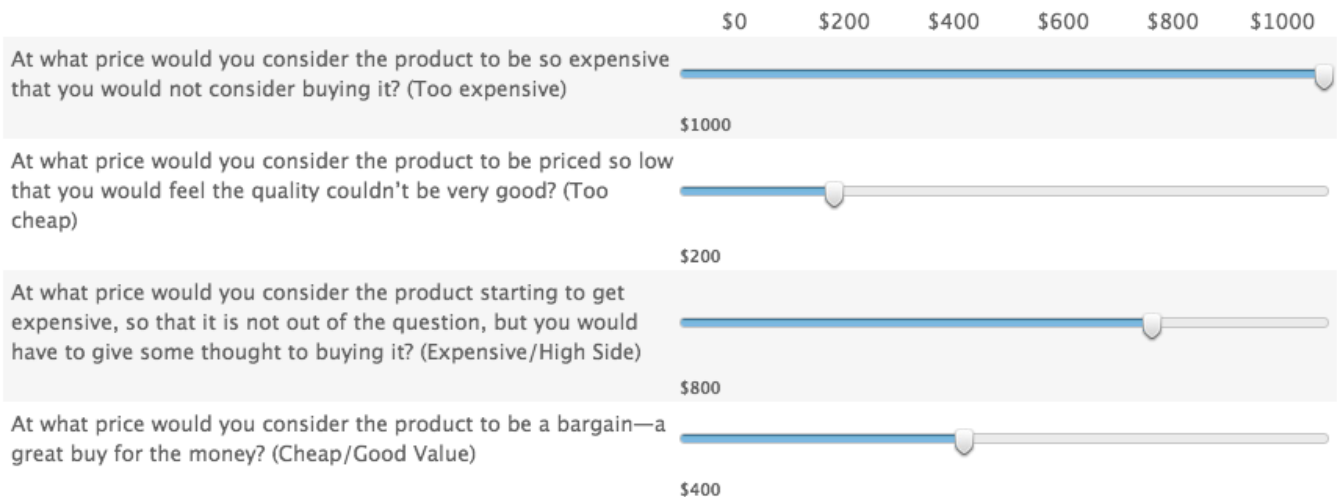 $0 $200 $400 $600 $800 $1000
At what price would you consider the product to be so expensive
that you would not consider buying it? (Too expensive)
$1000
At what price would you consider the product to be priced so low
that you would feel the quality couldn't be very good? (Too
cheap)
$200
At what price would you consider the product starting to get
expensive, so that it is not out of the question, but you would
have to give some thought to buying it? (Expensive/High Side)
$800
At what price would you consider the product to be a bargain—a
great buy for the money? (Cheap/Good Value)
$400